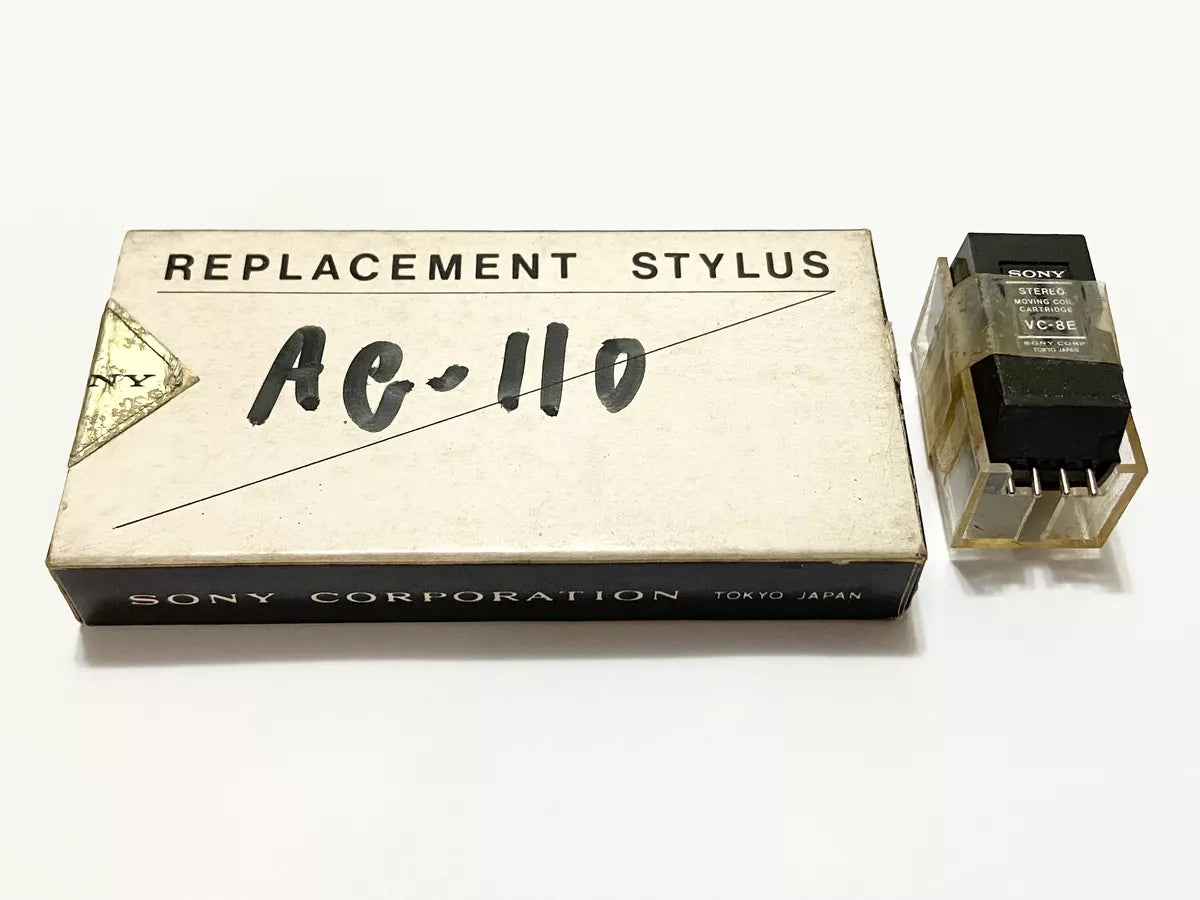 REPLACEMENT STYLUS
NY
AC-110
SONY CORPORATION TOKYO JAPAN
SONY
STEREO
MOVING COIL
CARTRIDGE
VC-8E
SONY CORP
TOKYO JAPAN